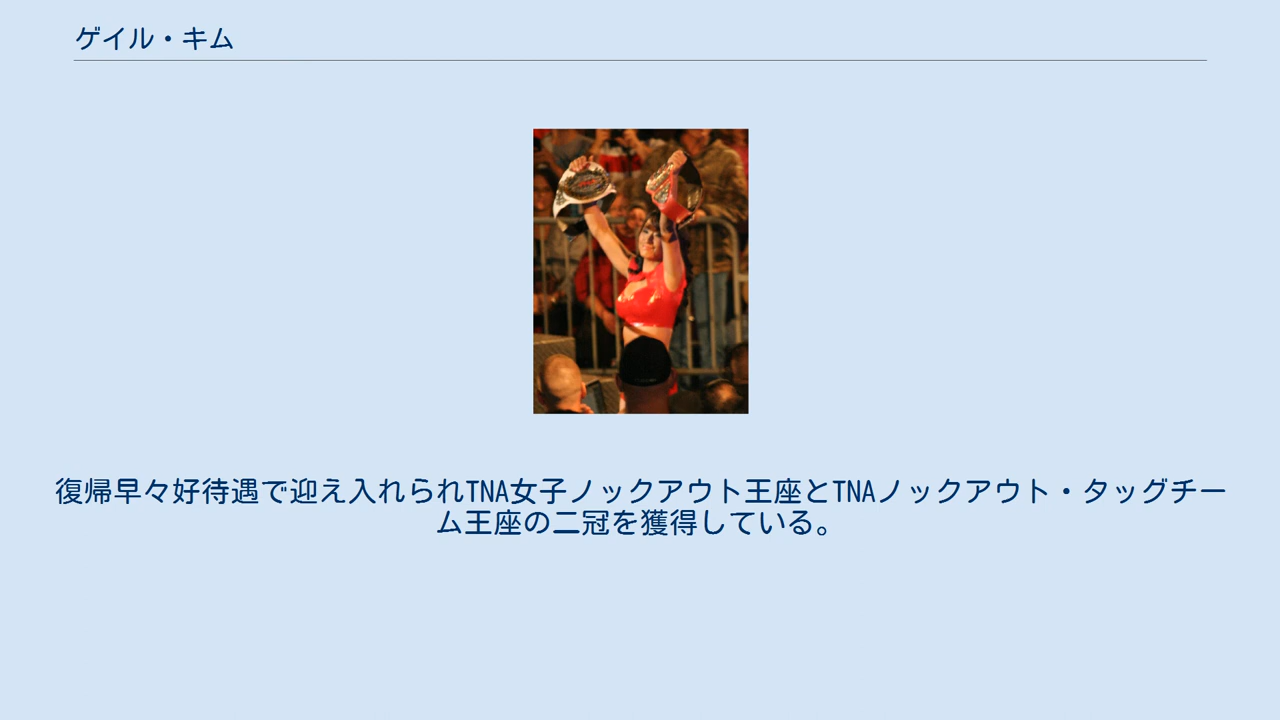 ゲイル・キム
復帰早々好待遇で迎え入れられTNA女子ノックアウト王座とTNAノックアウト・タッグチー
ム王座の二冠を獲得している。